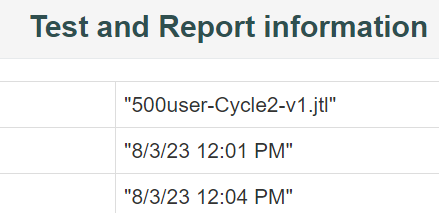 Test and Report information
"500user-Cycle2-v1.jtl"
"8/3/23 12:01 PM"
"8/3/23 12:04 PM"